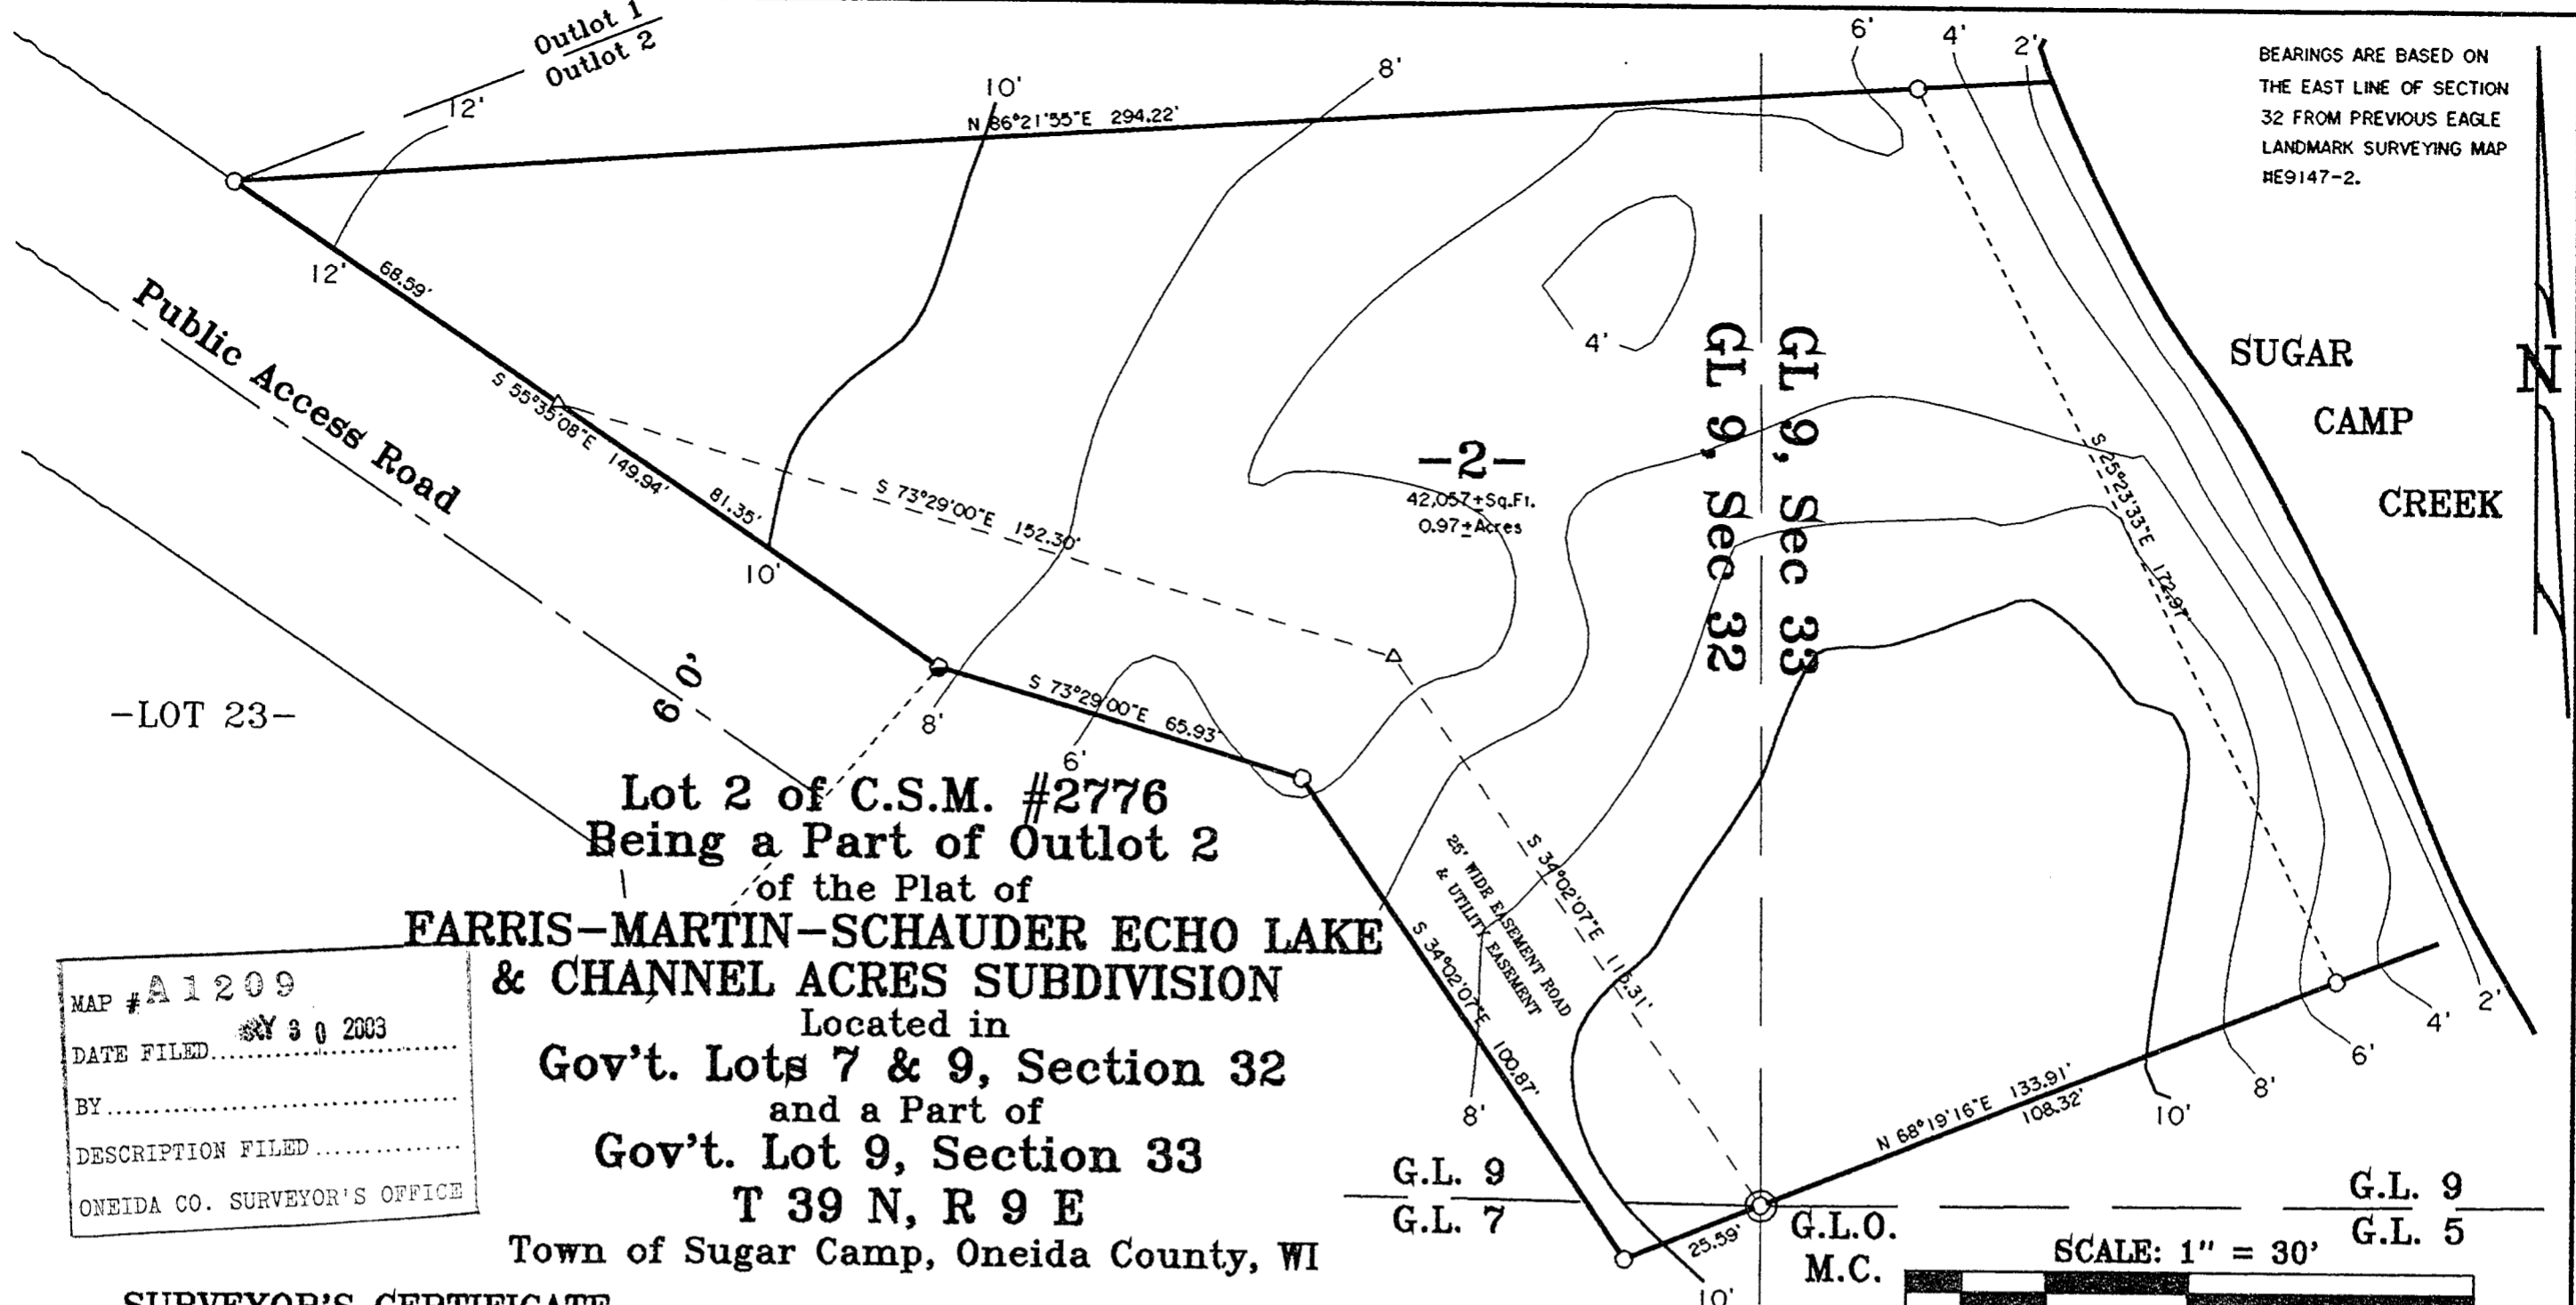 Outlot 1
Outlot 2
12'
10'
8'
6'
4'
2'
BEARINGS ARE BASED ON
THE EAST LINE OF SECTION
32 FROM PREVIOUS EAGLE
LANDMARK SURVEYING MAP
#E9147-2.
N 86°21'55"E 294.22'
12'
68.59'
Public Access Road
S 55°35'08"E 149.94'
81.35'
10'
S 73°29'00"E 152.30'
4'
-2-
42,057±Sq.Ft.
0.97±Acres
GL 9, Sec 33
GL 9, Sec 32
S 25°23'33"E 172.97'
SUGAR
CAMP
CREEK
N
60'
-LOT 23-
8'
S 73°29'00"E 65.93'
6'
Lot 2 of C.S.M. #2776
Being a Part of Outlot 2
of the Plat of
FARRIS-MARTIN-SCHAUDER ECHO LAKE
& CHANNEL ACRES SUBDIVISION
Located in
Gov't. Lots 7 & 9, Section 32
and a Part of
Gov't. Lot 9, Section 33
T 39 N, R 9 E
Town of Sugar Camp, Oneida County, WI
25' WIDE EASEMENT ROAD
& UTILITY EASEMENT
S 34°02'07"E 116.31'
S 34°02'07"E 100.87'
8'
N 68°19'16"E 133.91'
108.32'
25.59'
10'
10'
8'
6'
4'
2'
MAP # A1209
DATE FILED 30 2003
BY
DESCRIPTION FILED
ONEIDA CO. SURVEYOR'S OFFICE
G.L. 9
G.L. 7
G.L.O.
M.C.
G.L. 9
G.L. 5
SCALE: 1" = 30'
SURVEYOR'S CERTIFICATE